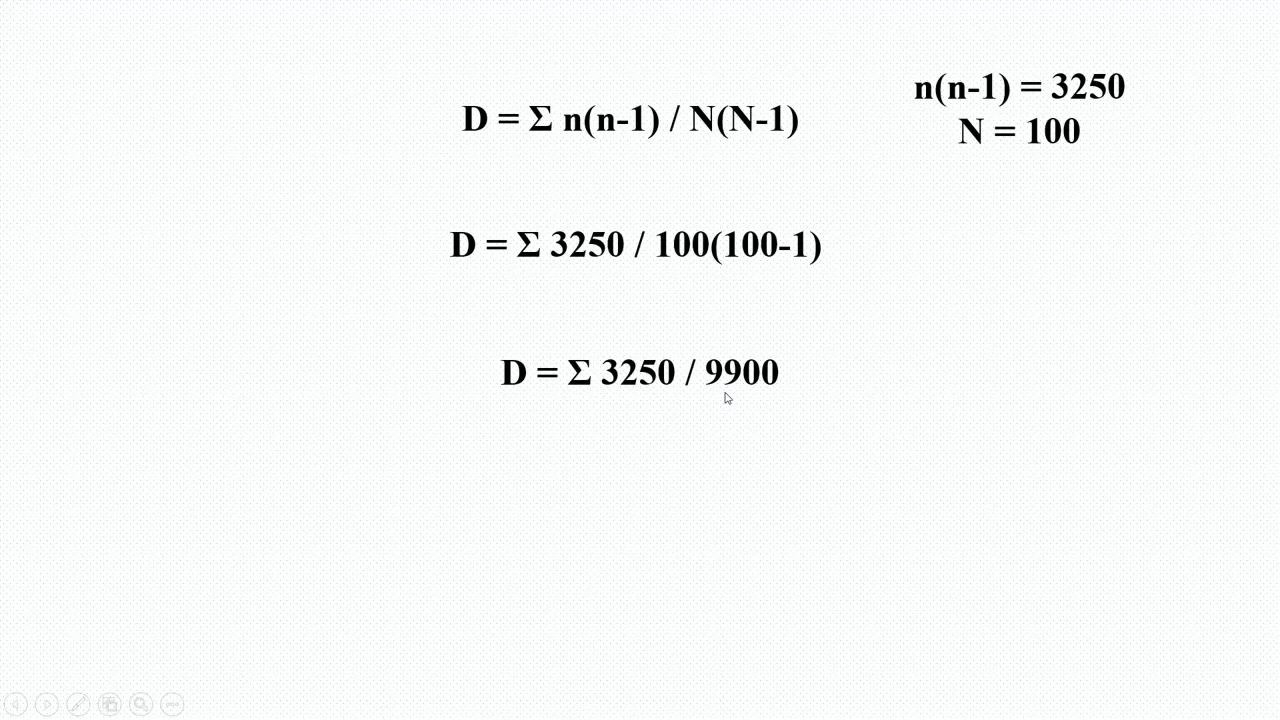 D = Σ n(n-1) / N(N-1)
n(n-1) = 3250
N = 100
D = Σ 3250 / 100(100-1)
D = Σ 3250 / 9900